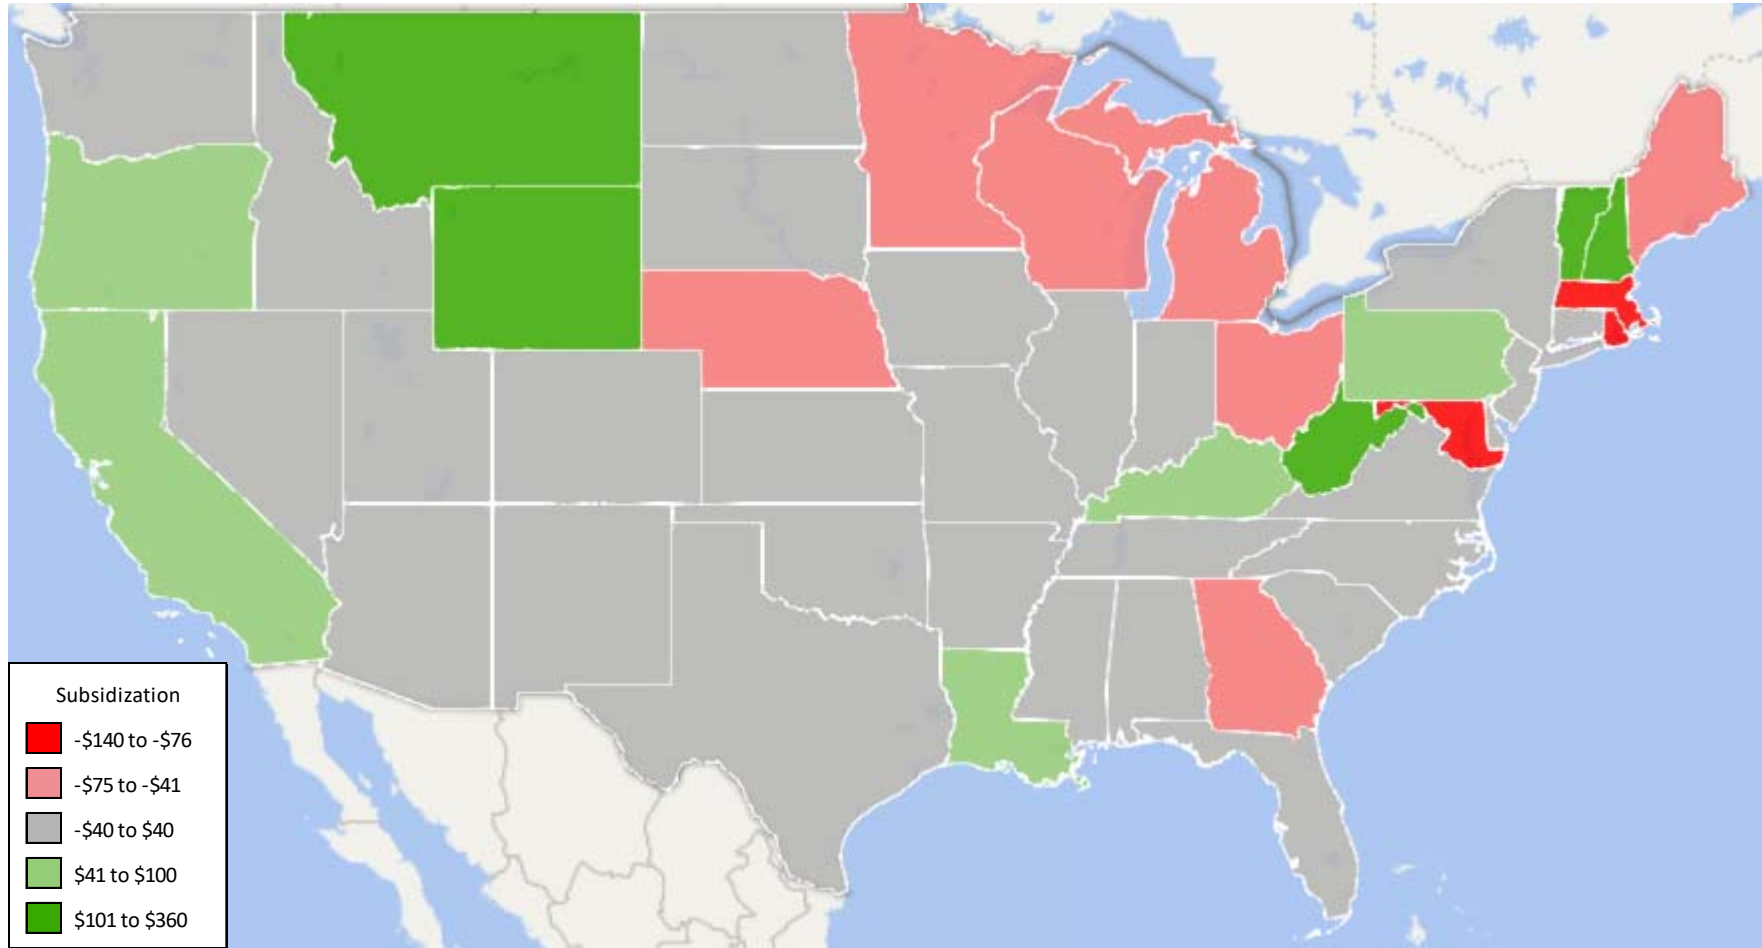 Subsidization
-$140 to -$76
-$75 to -$41
-$40 to $40
$41 to $100
$101 to $360